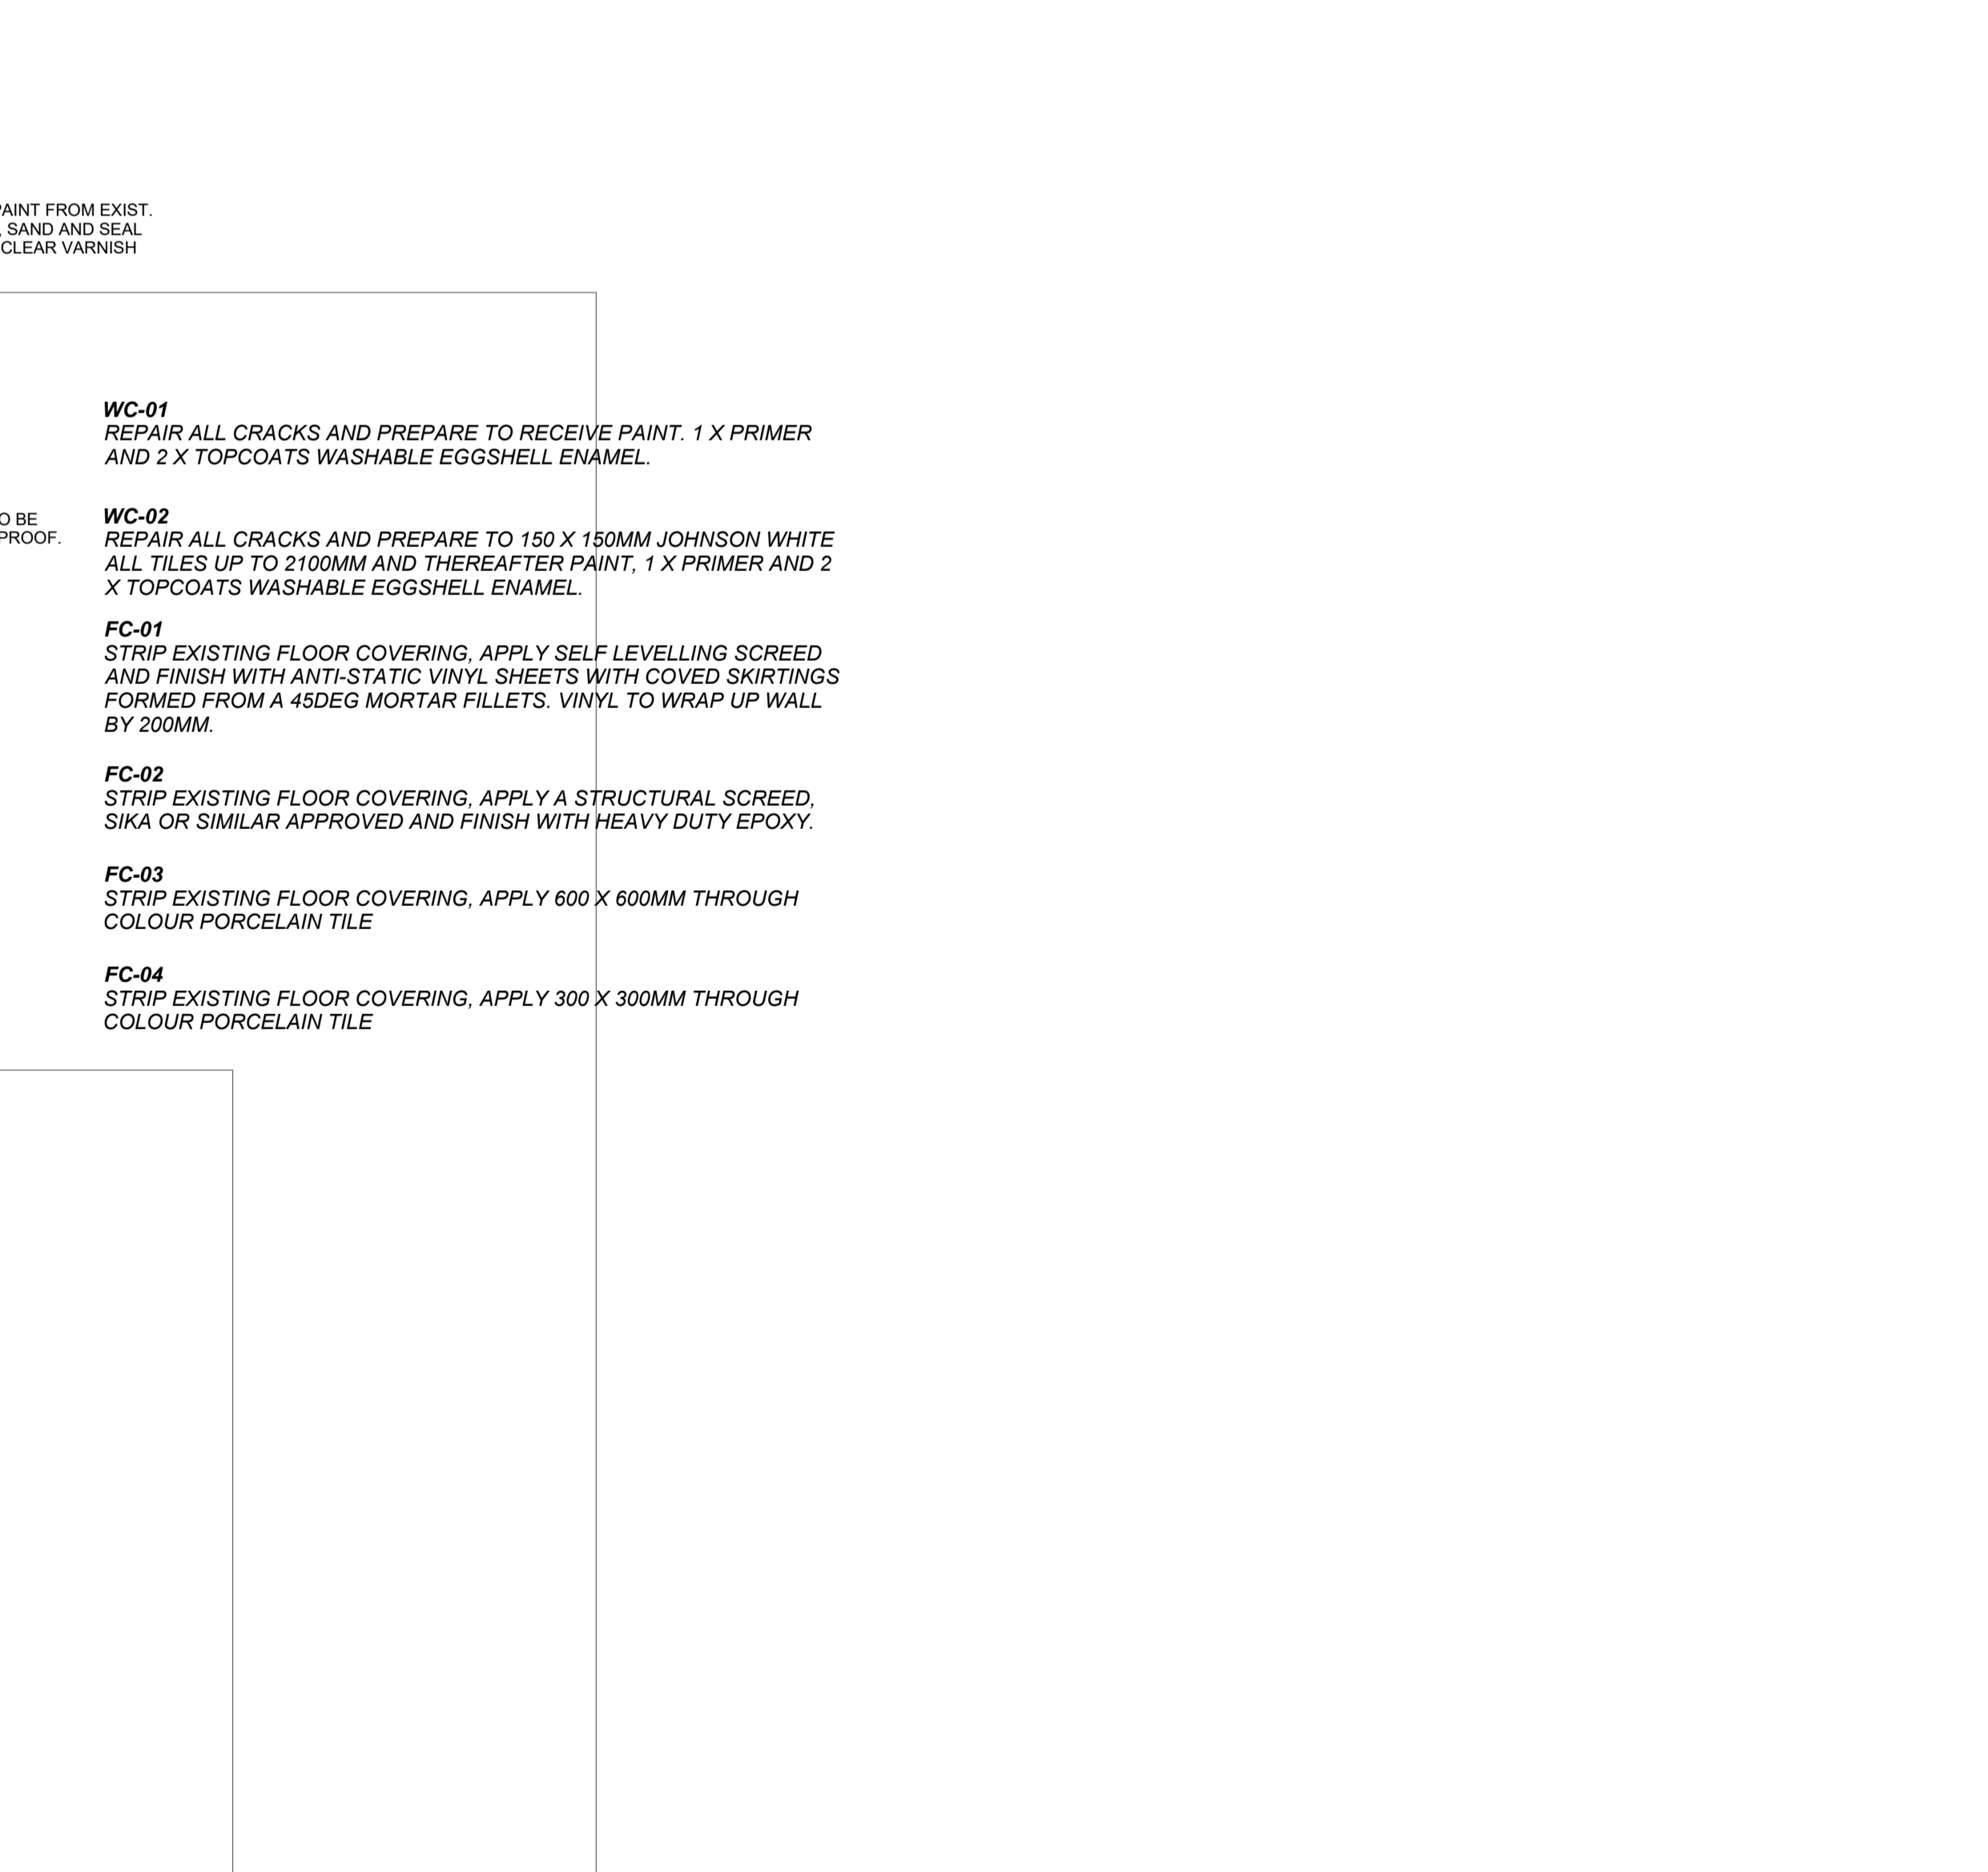 PAINT FROM EXIST.
, SAND AND SEAL
CLEAR VARNISH
WC-01
REPAIR ALL CRACKS AND PREPARE TO RECEIVE PAINT. 1 X PRIMER
AND 2 X TOPCOATS WASHABLE EGGSHELL ENAMEL.
O BE
PROOF.
WC-02
REPAIR ALL CRACKS AND PREPARE TO 150 X 150MM JOHNSON WHITE
ALL TILES UP TO 2100MM AND THEREAFTER PAINT, 1 X PRIMER AND 2
X TOPCOATS WASHABLE EGGSHELL ENAMEL.
FC-01
STRIP EXISTING FLOOR COVERING, APPLY SELF LEVELLING SCREED
AND FINISH WITH ANTI-STATIC VINYL SHEETS WITH COVED SKIRTINGS
FORMED FROM A 45DEG MORTAR FILLETS. VINYL TO WRAP UP WALL
BY 200MM.
FC-02
STRIP EXISTING FLOOR COVERING, APPLY A STRUCTURAL SCREED,
SIKA OR SIMILAR APPROVED AND FINISH WITH HEAVY DUTY EPOXY.
FC-03
STRIP EXISTING FLOOR COVERING, APPLY 600 X 600MM THROUGH
COLOUR PORCELAIN TILE
FC-04
STRIP EXISTING FLOOR COVERING, APPLY 300 X 300MM THROUGH
COLOUR PORCELAIN TILE